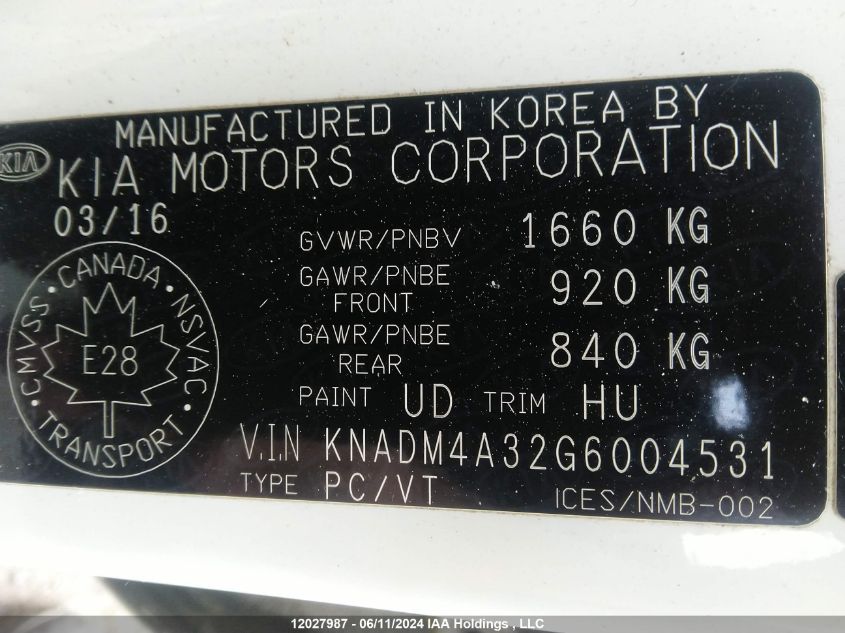 MANUFACTURED IN KOREA BY
KIA
KIA MOTORS CORPORATION
03/16
GVWR/PNBV 1660 KG
GAWR/PNBE FRONT 920 KG
GAWR/PNBE REAR 840 KG
PAINT UD TRIM HU
V.I.N KNADM4A32G6004531
TYPE PC/VT
ICES/NMB-002
CMVSS · CANADA · NSVAC · TRANSPORT
E28
12027987 - 06/11/2024 IAA Holdings , LLC